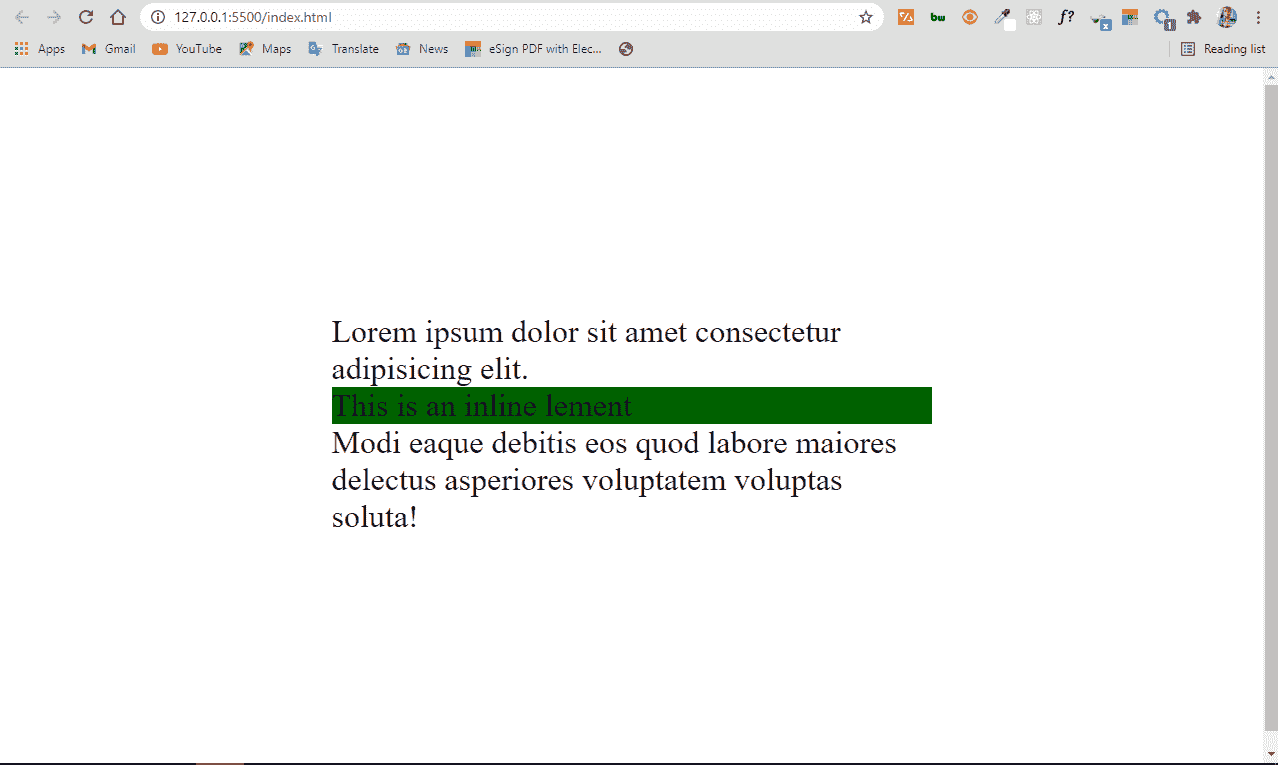 127.0.0.1:5500/index.html
bw
f?
x
1
Apps Gmail YouTube Maps Translate News eSign PDF with Elec... Reading list
Lorem ipsum dolor sit amet consectetur
adipisicing elit.
This is an inline lement
Modi eaque debitis eos quod labore maiores
delectus asperiores voluptatem voluptas
soluta!